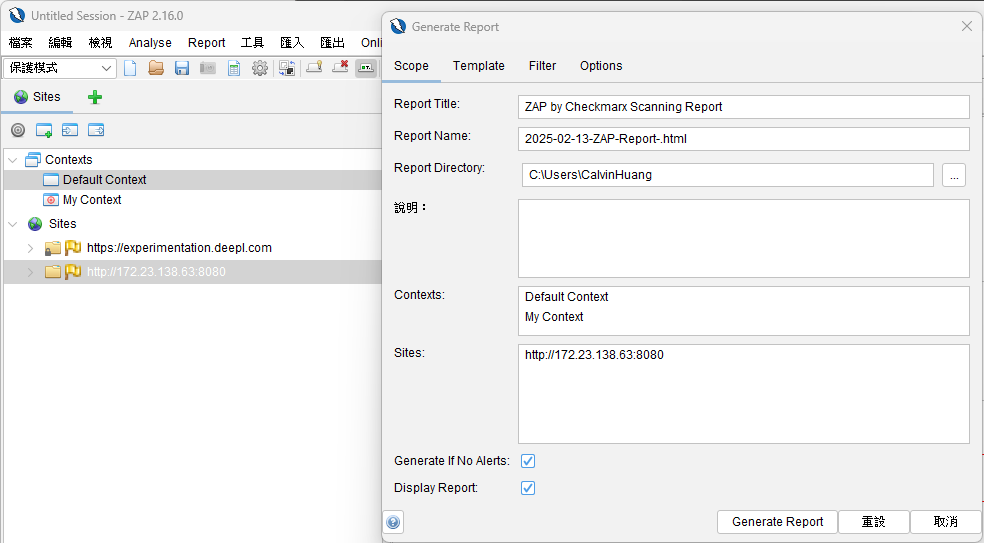 Untitled Session - ZAP 2.16.0
檔案 編輯 檢視 Analyse Report 工具 匯入 匯出 Onli
保護模式
Sites
Contexts
Default Context
My Context
Sites
https://experimentation.deepl.com
http://172.23.138.63:8080
Generate Report
Scope Template Filter Options
Report Title: ZAP by Checkmarx Scanning Report
Report Name: 2025-02-13-ZAP-Report-.html
Report Directory: C:\Users\CalvinHuang ...
說明：
Contexts: Default Context
My Context
Sites: http://172.23.138.63:8080
Generate If No Alerts:
Display Report:
Generate Report 重設 取消